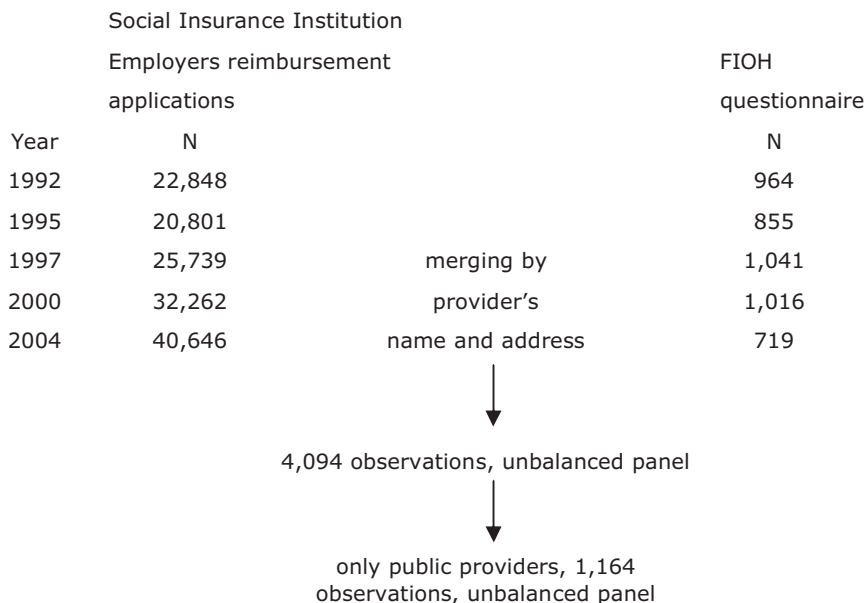 Social Insurance Institution
Employers reimbursement FIOH
applications questionnaire
Year N N
1992 22,848 964
1995 20,801 855
1997 25,739 merging by 1,041
2000 32,262 provider's 1,016
2004 40,646 name and address 719
4,094 observations, unbalanced panel
only public providers, 1,164
observations, unbalanced panel